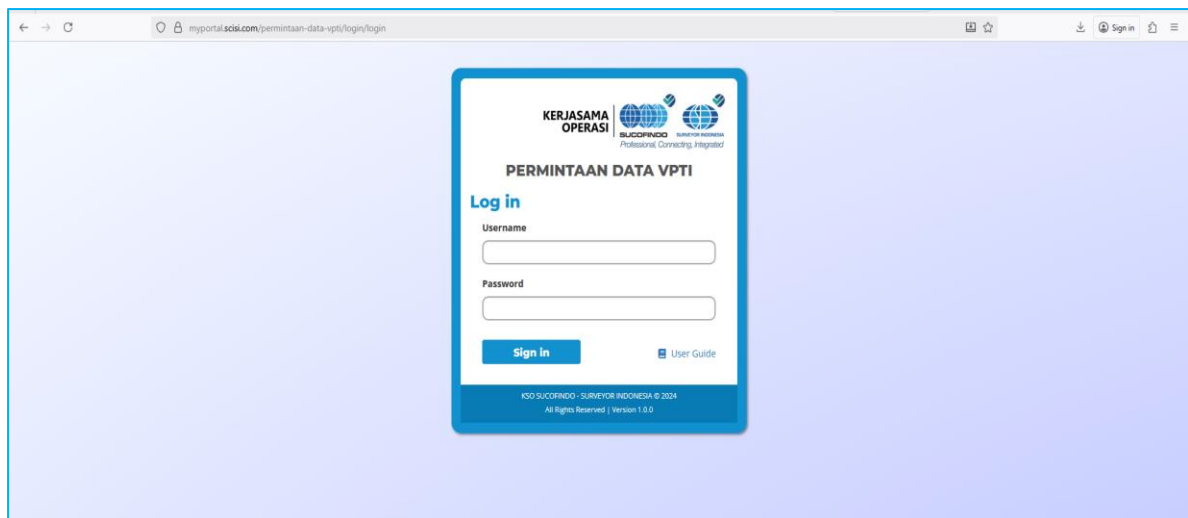 myportal.scisi.com/permintaan-data-vpti/login/login
Sign in
KERJASAMA
OPERASI
SUCOFINDO
SURVEYOR INDONESIA
Professional, Connecting, Integrated
PERMINTAAN DATA VPTI
Log in
Username
Password
Sign in
User Guide
KSO SUCOFINDO - SURVEYOR INDONESIA © 2024
All Rights Reserved | Version 1.0.0